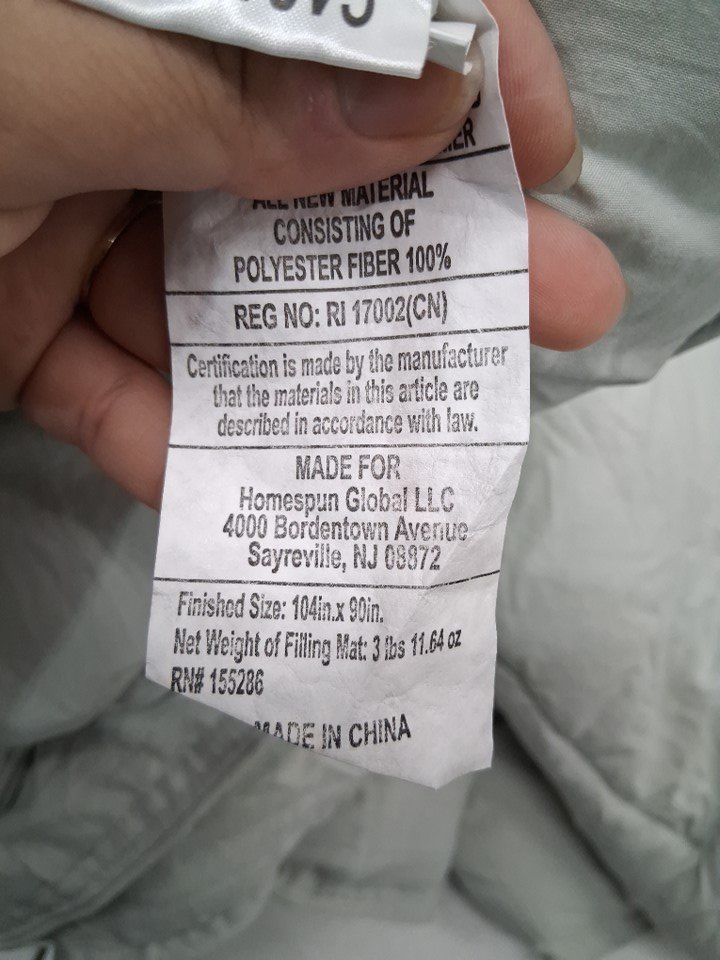 ALL NEW MATERIAL
CONSISTING OF
POLYESTER FIBER 100%
REG NO: RI 17002(CN)
Certification is made by the manufacturer
that the materials in this article are
described in accordance with law.
MADE FOR
Homespun Global LLC
4000 Bordentown Avenue
Sayreville, NJ 08872
Finished Size: 104in.x 90in.
Net Weight of Filling Mat: 3 lbs 11.64 oz
RN# 155286
MADE IN CHINA